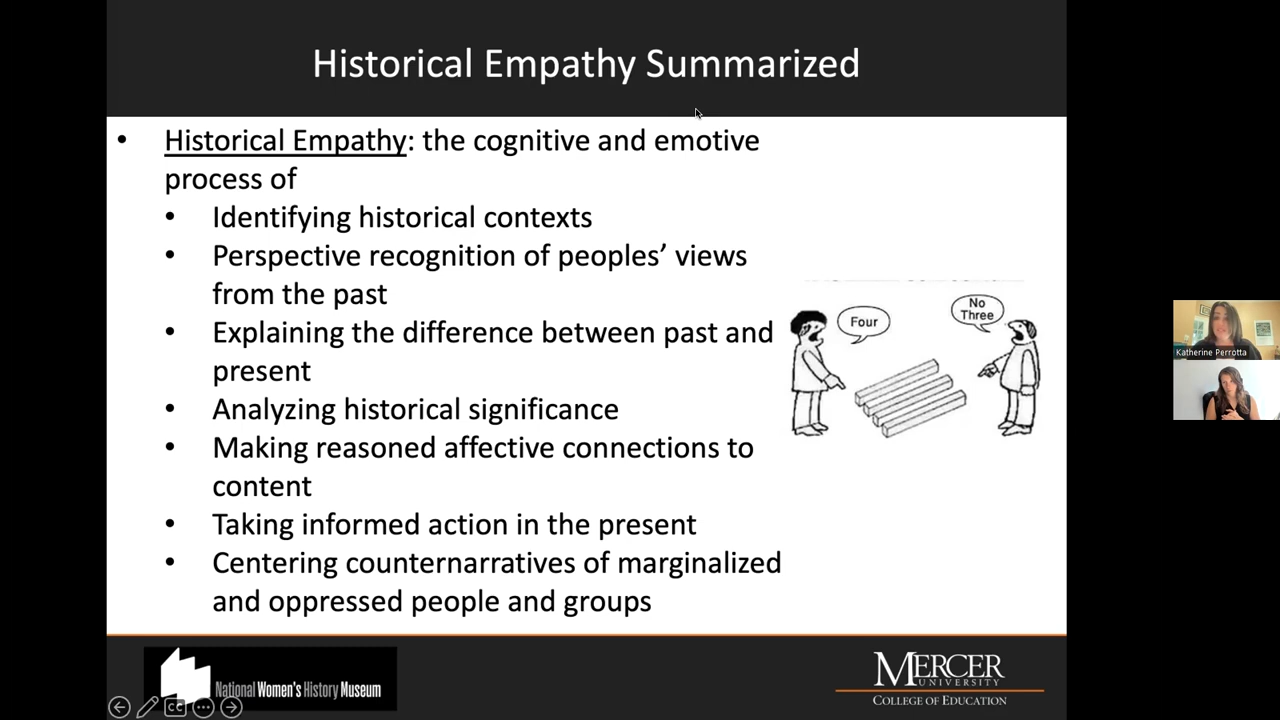 Historical Empathy Summarized
• Historical Empathy: the cognitive and emotive
process of
• Identifying historical contexts
• Perspective recognition of peoples’ views
from the past
• Explaining the difference between past and
present
• Analyzing historical significance
• Making reasoned affective connections to
content
• Taking informed action in the present
• Centering counternarratives of marginalized
and oppressed people and groups
Four
No
Three
Katherine Perrotta
National Women's History Museum
CC
MERCER
UNIVERSITY
COLLEGE OF EDUCATION